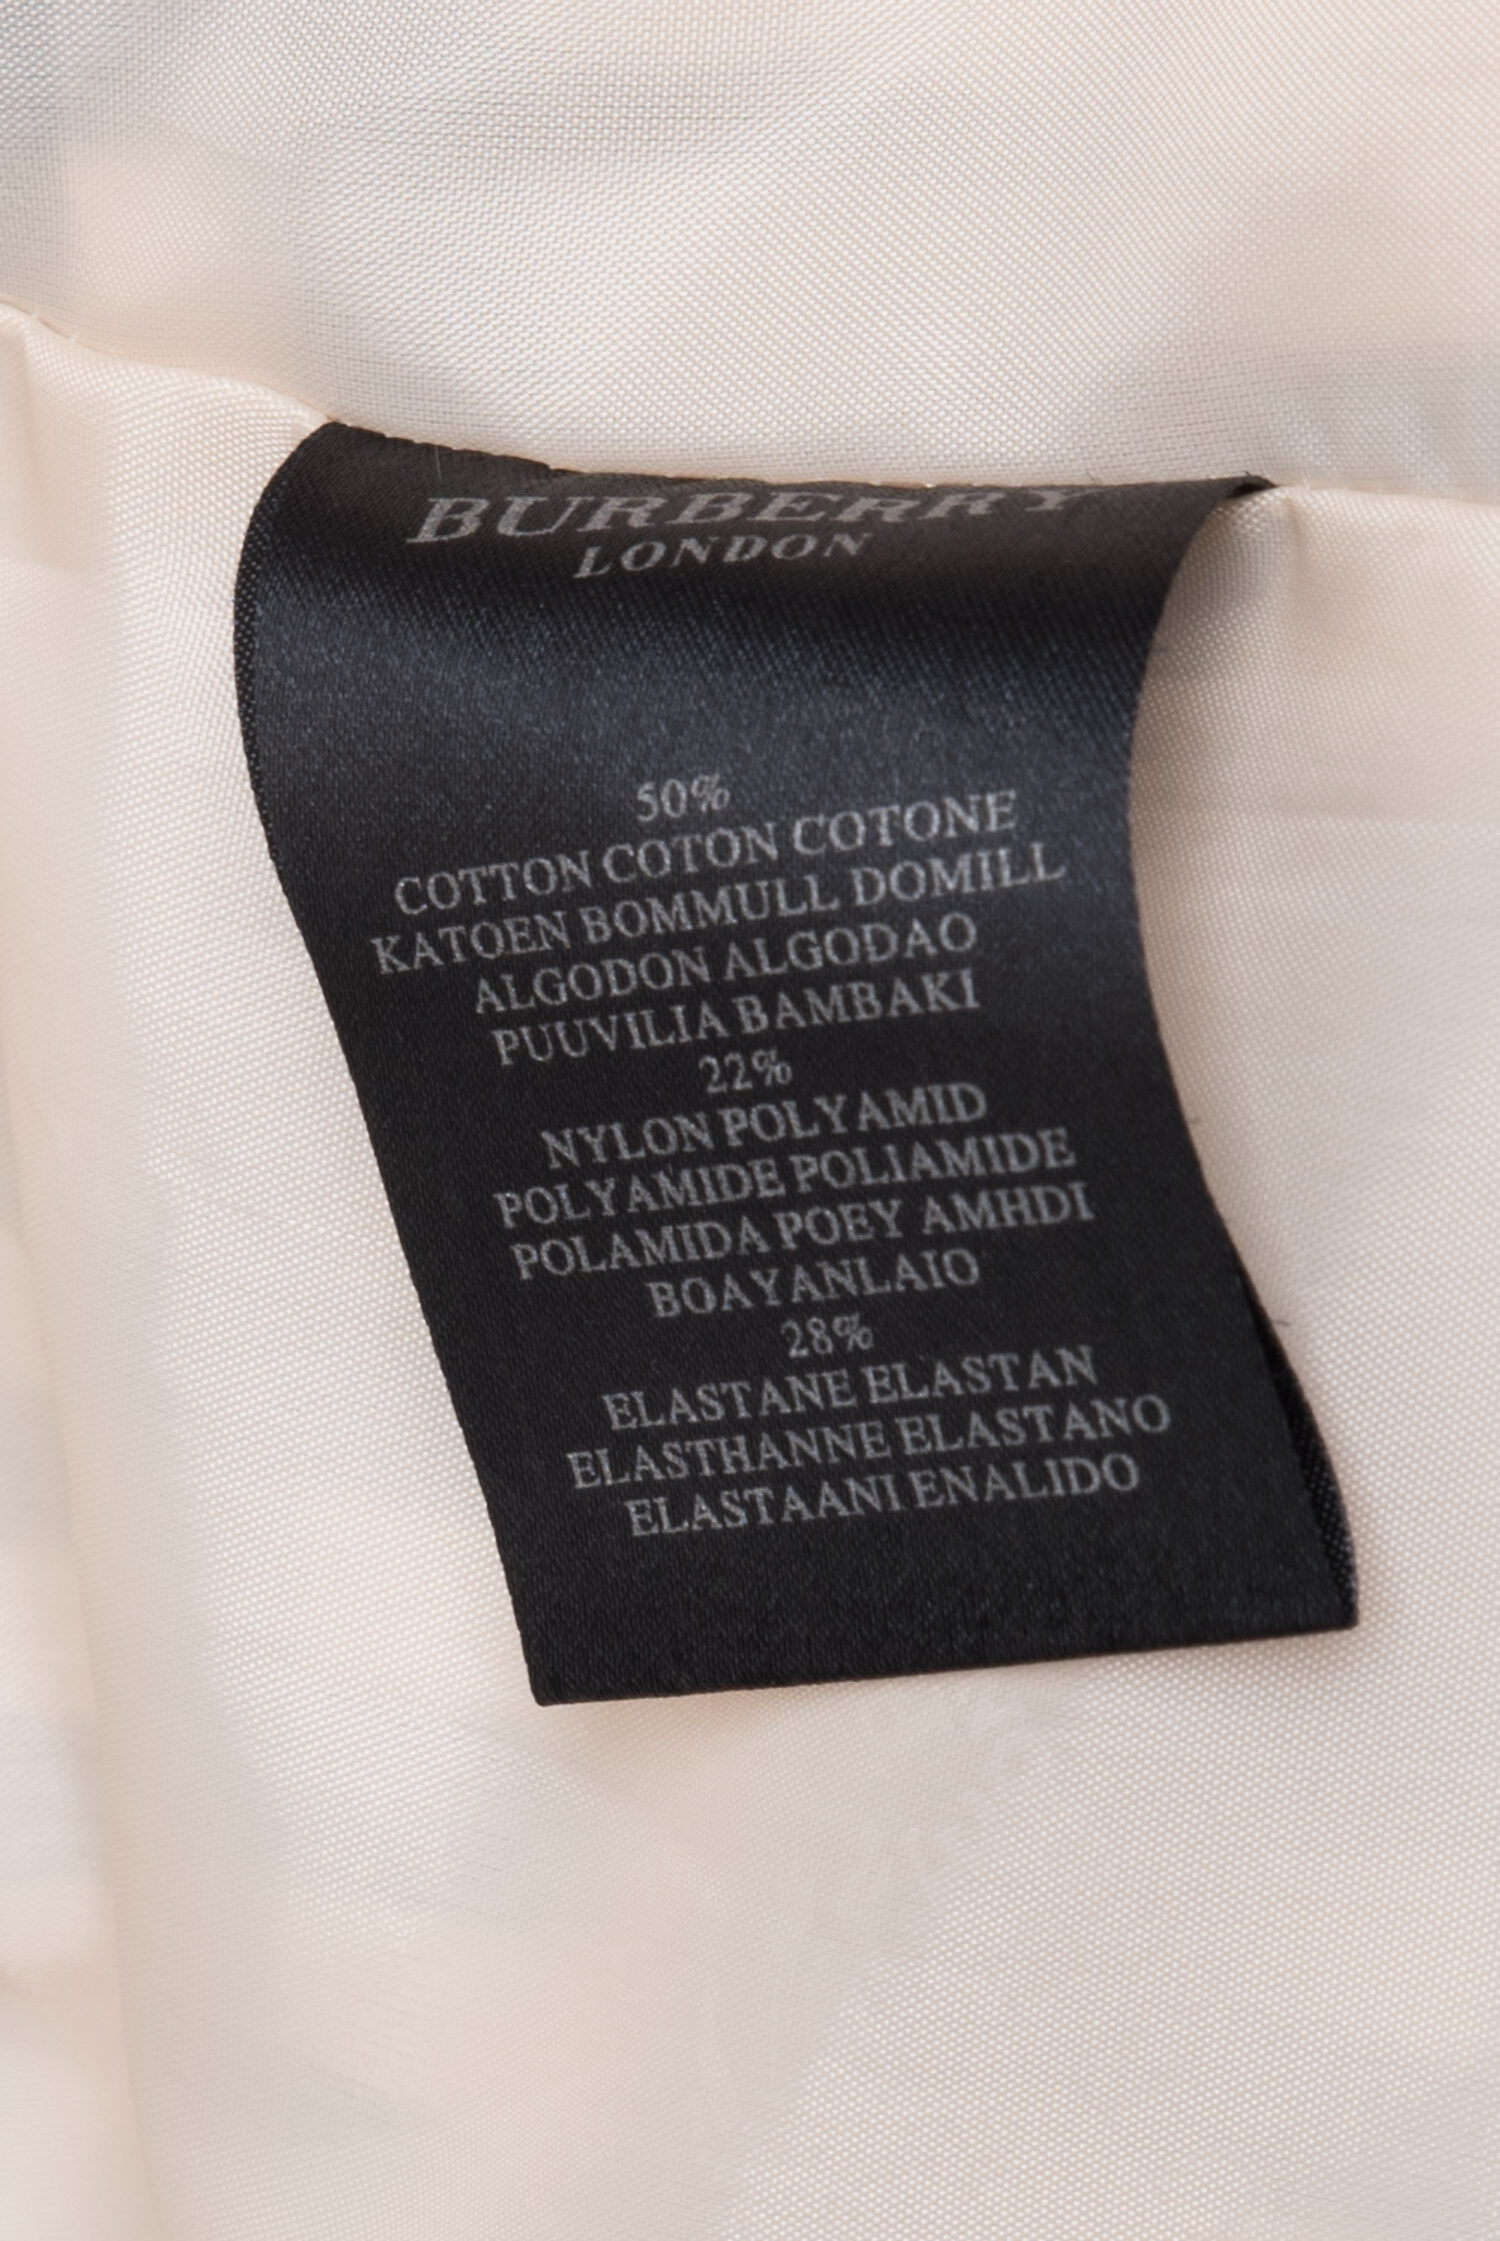 BURBERRY
LONDON
50%
COTTON COTON COTONE
KATOEN BOMMULL DOMILL
ALGODON ALGODAO
PUUVILIA BAMBAKI
22%
NYLON POLYAMID
POLYAMIDE POLIAMIDE
POLAMIDA POEY AMHDI
BOAYANLAIO
28%
ELASTANE ELASTAN
ELASTHANNE ELASTANO
ELASTAANI ENALIDO